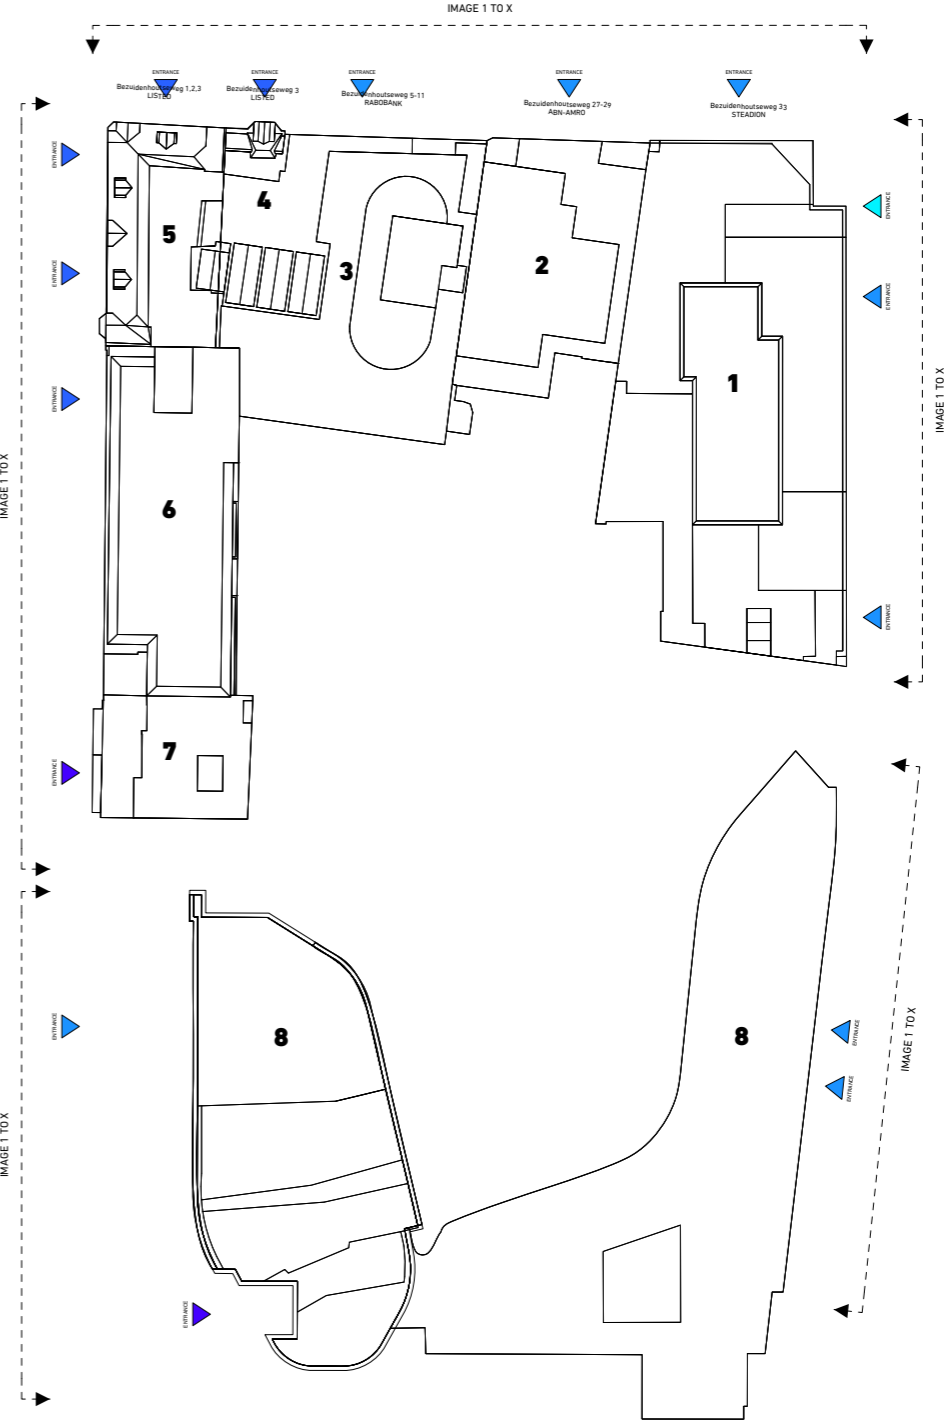 IMAGE 1 TO X
ENTRANCE
ENTRANCE
ENTRANCE
ENTRANCE
ENTRANCE
Bezuidenhoutseweg 1,2,3
LISTED
Bezuidenhoutseweg 3
LISTED
Bezuidenhoutseweg 5-11
RABOBANK
Bezuidenhoutseweg 27-29
ABN-AMRO
Bezuidenhoutseweg 33
STEADION
ENTRANCE
ENTRANCE
4
5
3
2
ENTRANCE
ENTRANCE
1
ENTRANCE
IMAGE 1 TO X
IMAGE 1 TO X
6
ENTRANCE
7
ENTRANCE
8
8
ENTRANCE
ENTRANCE
ENTRANCE
IMAGE 1 TO X
IMAGE 1 TO X
ENTRANCE